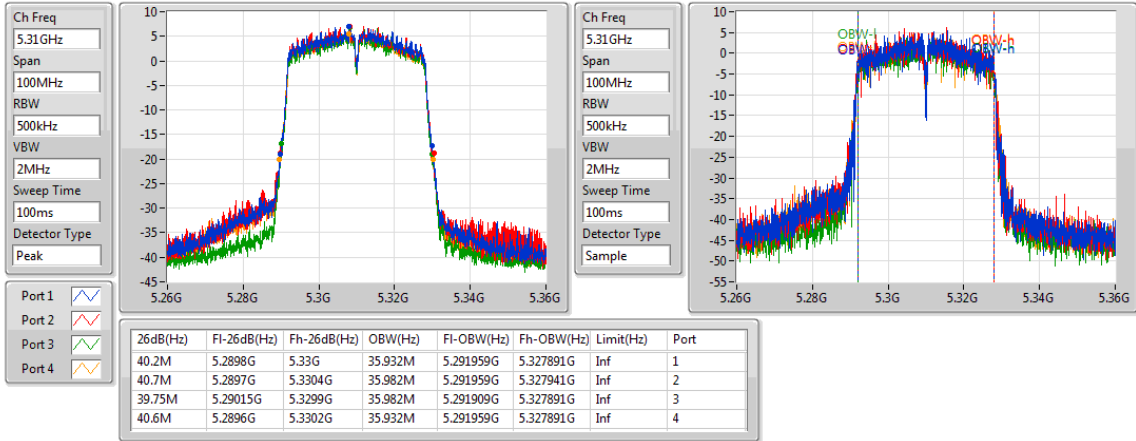 Ch Freq
5.31GHz
Span
100MHz
RBW
500kHz
VBW
2MHz
Sweep Time
100ms
Detector Type
Peak
10
5
0
-5
-10
-15
-20
-25
-30
-35
-40
-45
5.26G 5.28G 5.3G 5.32G 5.34G 5.36G
Ch Freq
5.31GHz
Span
100MHz
RBW
500kHz
VBW
2MHz
Sweep Time
100ms
Detector Type
Sample
10
5
0
-5
-10
-15
-20
-25
-30
-35
-40
-45
-50
-55
OBW-l
OBW-h
5.26G 5.28G 5.30G 5.32G 5.34G 5.36G
Port 1
Port 2
Port 3
Port 4
26dB(Hz) Fl-26dB(Hz) Fh-26dB(Hz) OBW(Hz) Fl-OBW(Hz) Fh-OBW(Hz) Limit(Hz) Port
40.2M 5.2898G 5.33G 35.932M 5.291959G 5.327891G Inf 1
40.7M 5.2897G 5.3304G 35.982M 5.291959G 5.327941G Inf 2
39.75M 5.29015G 5.3299G 35.982M 5.291909G 5.327891G Inf 3
40.6M 5.2896G 5.3302G 35.932M 5.291959G 5.327891G Inf 4